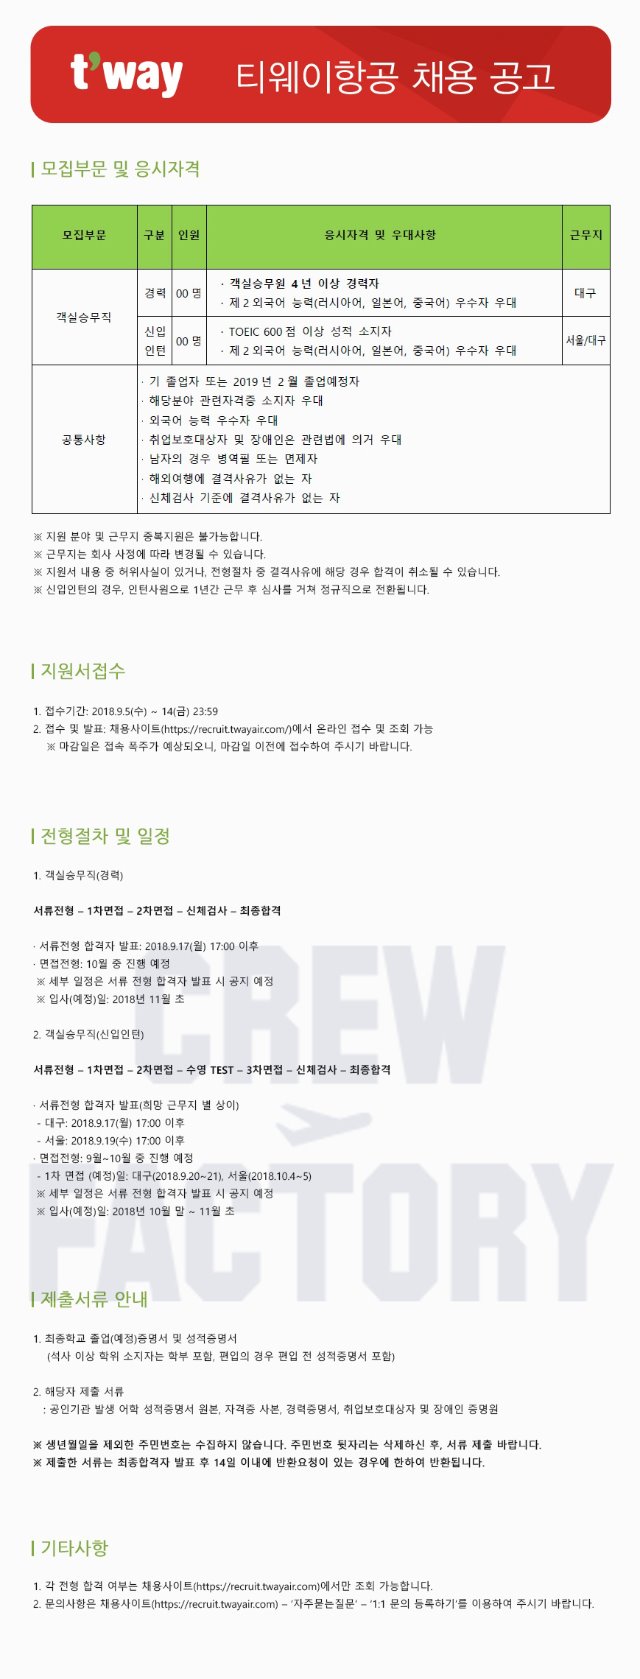 t'way 티웨이항공 채용 공고
모집부문 및 응시자격
모집부문 구분 인원 응시자격 및 우대사항 근무지
객실승무직 경력 00 명 · 객실승무원 4 년 이상 경력자 대구
· 제 2 외국어 능력(러시아어, 일본어, 중국어) 우수자 우대
신입 인턴 00 명 · TOEIC 600 점 이상 성적 소지자 서울/대구
· 제 2 외국어 능력(러시아어, 일본어, 중국어) 우수자 우대
공통사항 · 기 졸업자 또는 2019 년 2 월 졸업예정자
· 해당분야 관련자격증 소지자 우대
· 외국어 능력 우수자 우대
· 취업보호대상자 및 장애인은 관련법에 의거 우대
· 남자의 경우 병역필 또는 면제자
· 해외여행에 결격사유가 없는 자
· 신체검사 기준에 결격사유가 없는 자
※ 지원 분야 및 근무지 중복지원은 불가능합니다.
※ 근무지는 회사 사정에 따라 변경될 수 있습니다.
※ 지원서 내용 중 허위사실이 있거나, 전형절차 중 결격사유에 해당 경우 합격이 취소될 수 있습니다.
※ 신입인턴의 경우, 인턴사원으로 1년간 근무 후 심사를 거쳐 정규직으로 전환됩니다.
지원서접수
1. 접수기간: 2018.9.5(수) ~ 14(금) 23:59
2. 접수 및 발표: 채용사이트(https://recruit.twayair.com/)에서 온라인 접수 및 조회 가능
※ 마감일은 접속 폭주가 예상되오니, 마감일 이전에 접수하여 주시기 바랍니다.
전형절차 및 일정
1. 객실승무직(경력)
서류전형 – 1차면접 – 2차면접 – 신체검사 – 최종합격
· 서류전형 합격자 발표: 2018.9.17(월) 17:00 이후
· 면접전형: 10월 중 진행 예정
※ 세부 일정은 서류 전형 합격자 발표 시 공지 예정
※ 입사(예정)일: 2018년 11월 초
2. 객실승무직(신입인턴)
서류전형 – 1차면접 – 2차면접 – 수영 TEST – 3차면접 – 신체검사 – 최종합격
· 서류전형 합격자 발표(희망 근무지 별 상이)
- 대구: 2018.9.17(월) 17:00 이후
- 서울: 2018.9.19(수) 17:00 이후
· 면접전형: 9월~10월 중 진행 예정
- 1차 면접 (예정)일: 대구(2018.9.20~21), 서울(2018.10.4~5)
※ 세부 일정은 서류 전형 합격자 발표 시 공지 예정
※ 입사(예정)일: 2018년 10월 말 ~ 11월 초
CREW
FACTORY
제출서류 안내
1. 최종학교 졸업(예정)증명서 및 성적증명서
(석사 이상 학위 소지자는 학부 포함, 편입의 경우 편입 전 성적증명서 포함)
2. 해당자 제출 서류
: 공인기관 발생 어학 성적증명서 원본, 자격증 사본, 경력증명서, 취업보호대상자 및 장애인 증명원
※ 생년월일을 제외한 주민번호는 수집하지 않습니다. 주민번호 뒷자리는 삭제하신 후, 서류 제출 바랍니다.
※ 제출한 서류는 최종합격자 발표 후 14일 이내에 반환요청이 있는 경우에 한하여 반환됩니다.
기타사항
1. 각 전형 합격 여부는 채용사이트(https://recruit.twayair.com)에서만 조회 가능합니다.
2. 문의사항은 채용사이트(https://recruit.twayair.com) – '자주묻는질문' – '1:1 문의 등록하기'를 이용하여 주시기 바랍니다.